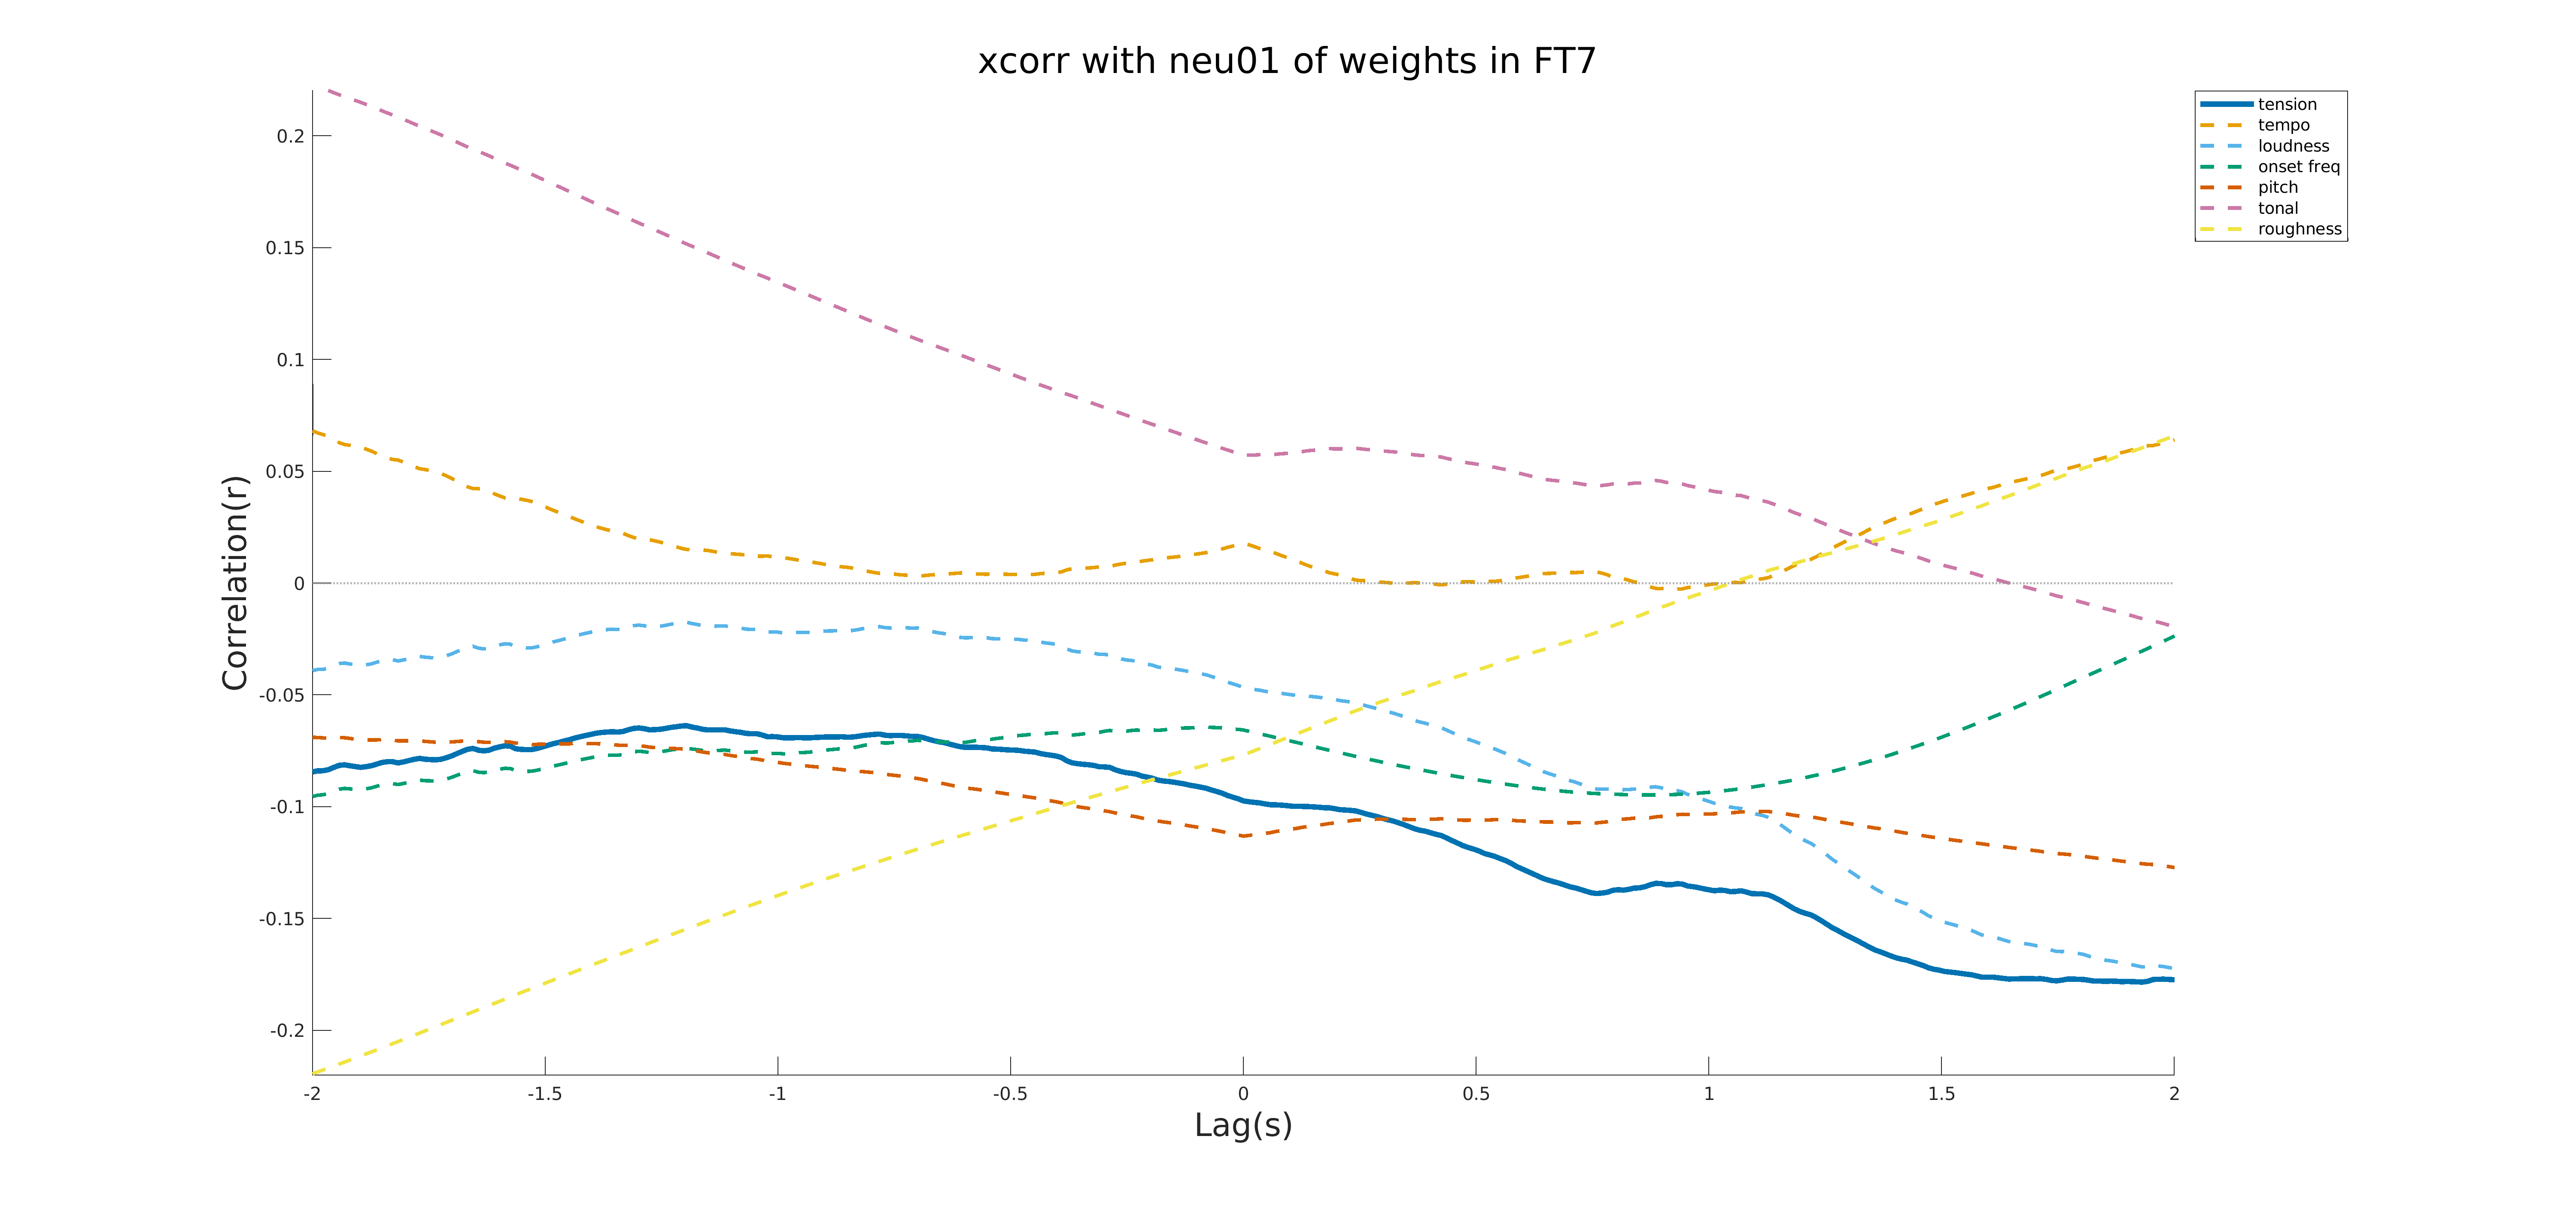 xcorr with neu01 of weights in FT7
tension
tempo
loudness
onset freq
pitch
tonal
roughness
Correlation(r)
0.2
0.15
0.1
0.05
0
-0.05
-0.1
-0.15
-0.2
-2
-1.5
-1
-0.5
0
0.5
1
1.5
2
Lag(s)